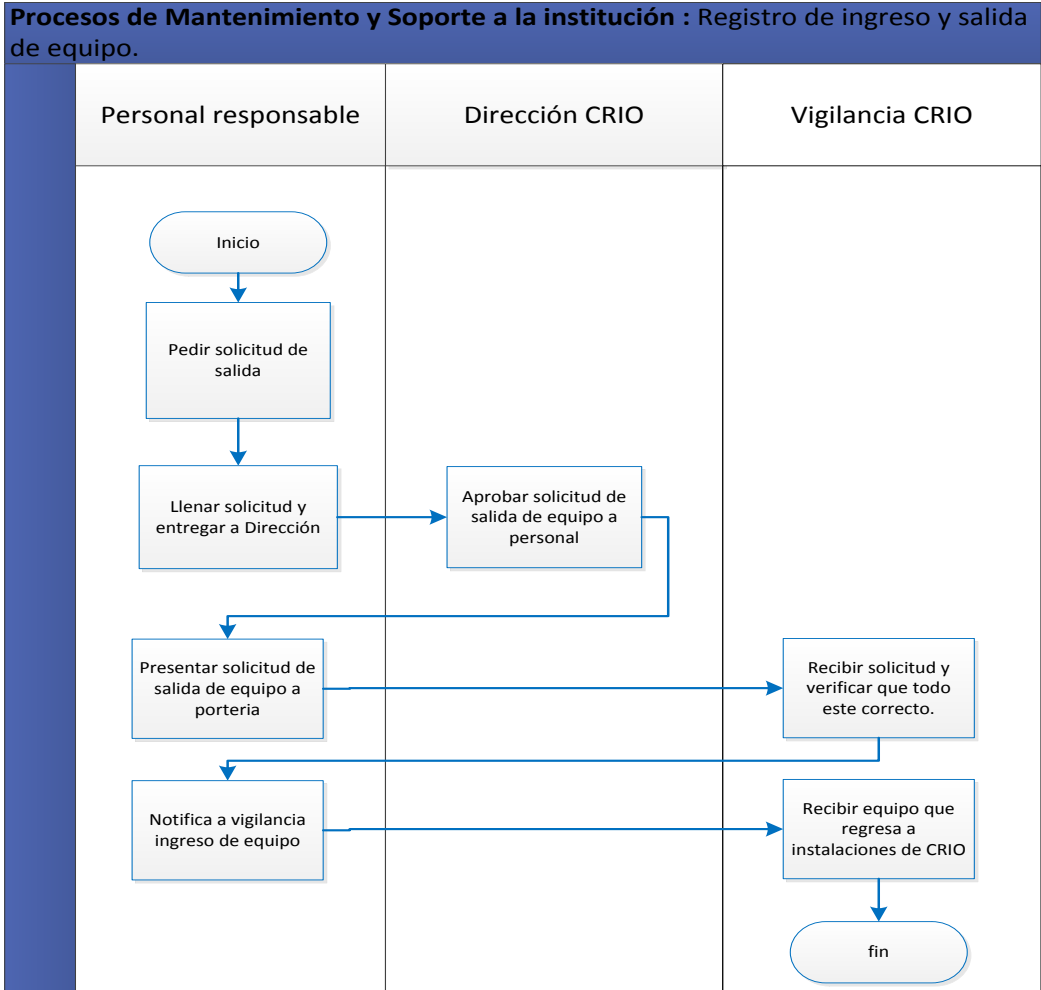 Procesos de Mantenimiento y Soporte a la institución : Registro de ingreso y salida
de equipo.
Personal responsable
Dirección CRIO
Vigilancia CRIO
Inicio
Pedir solicitud de
salida
Llenar solicitud y
entregar a Dirección
Aprobar solicitud de
salida de equipo a
personal
Presentar solicitud de
salida de equipo a
porteria
Recibir solicitud y
verificar que todo
este correcto.
Notifica a vigilancia
ingreso de equipo
Recibir equipo que
regresa a
instalaciones de CRIO
fin